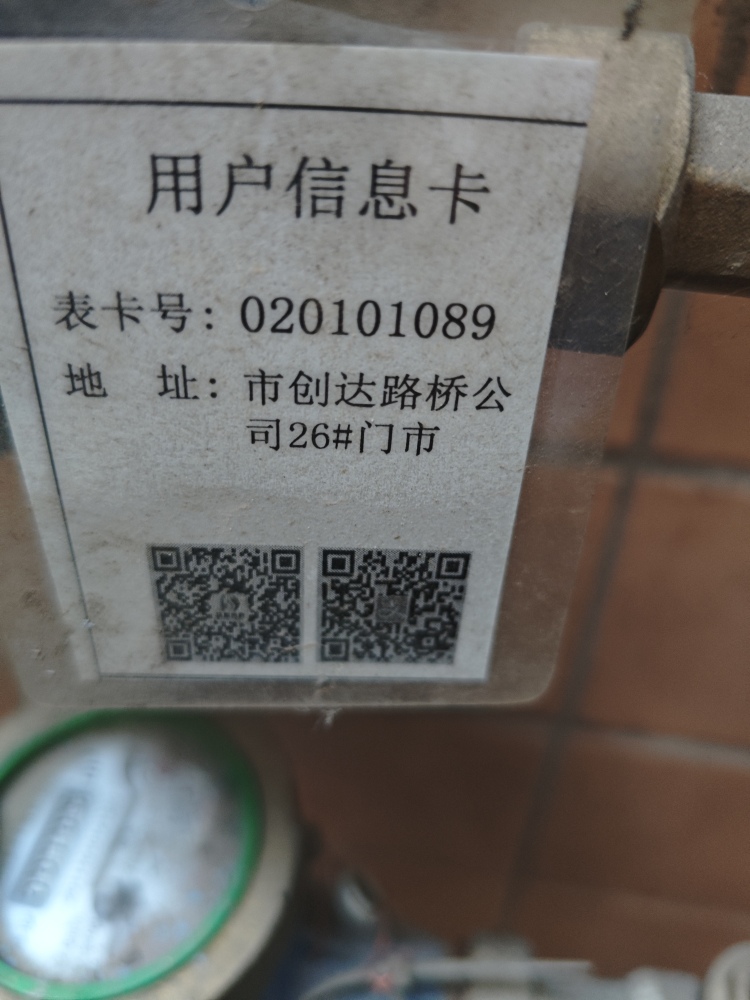 用户信息卡
表卡号：020101089
地　址：市创达路桥公
司26#门市